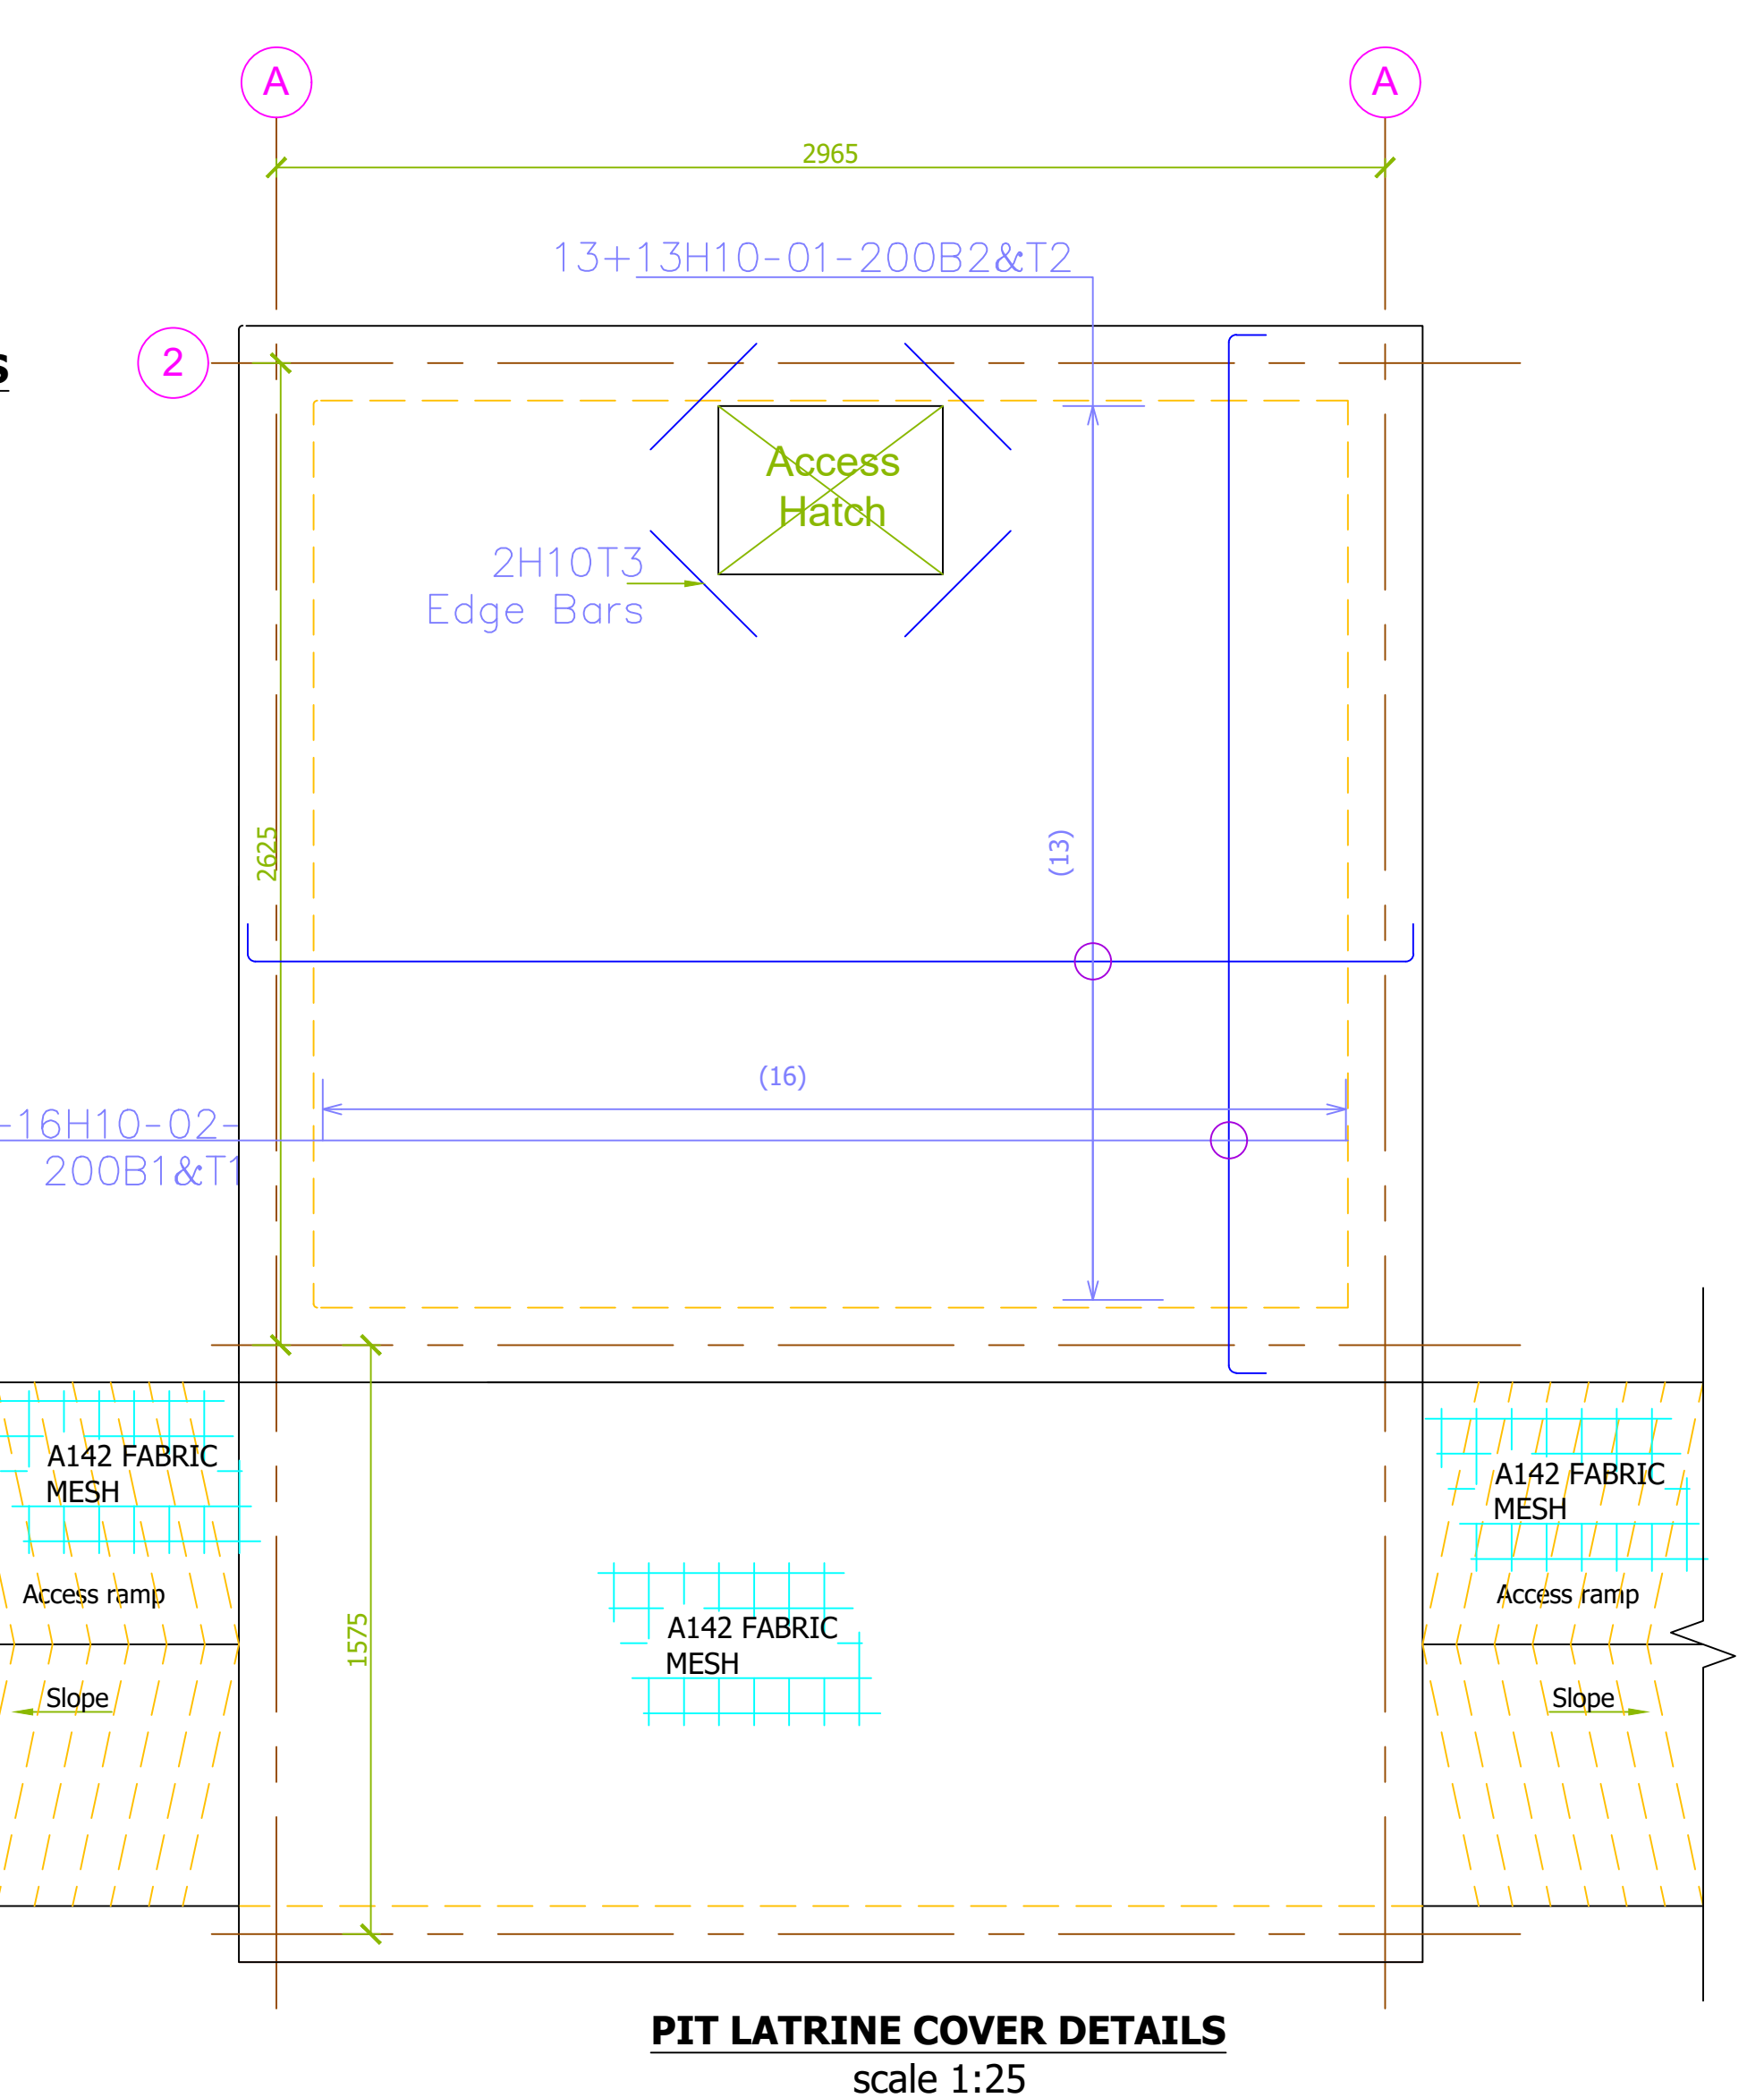 A
A
2965
13+13H10-01-200B2&T2
S
2
Access
Hatch
2H10T3
Edge Bars
2625
(13)
(16)
-16H10-02-
200B1&T1
A142 FABRIC
MESH
A142 FABRIC
MESH
Access ramp
Access ramp
1575
A142 FABRIC
MESH
Slope
Slope
PIT LATRINE COVER DETAILS
scale 1:25